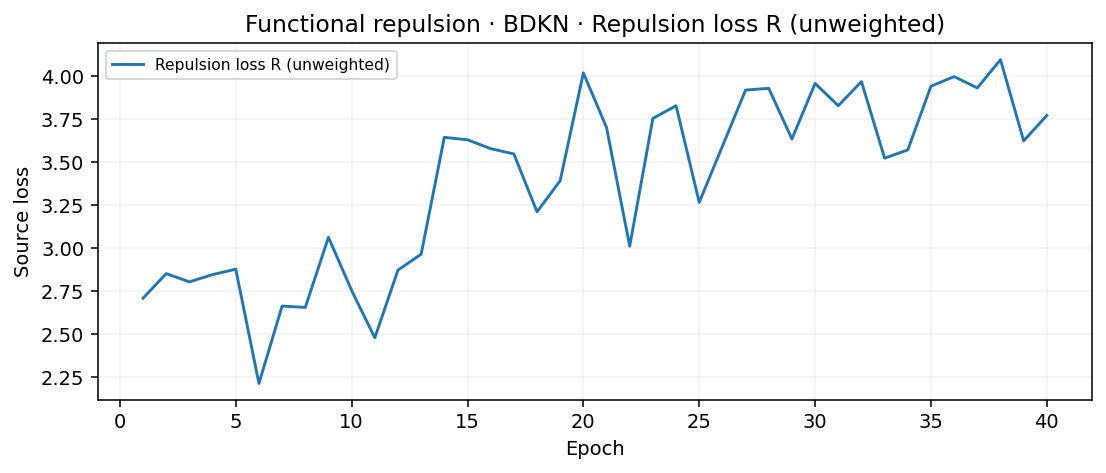 Functional repulsion · BDKN · Repulsion loss R (unweighted)
Repulsion loss R (unweighted)
4.00
3.75
3.50
3.25
3.00
2.75
2.50
2.25
Source loss
0 5 10 15 20 25 30 35 40
Epoch